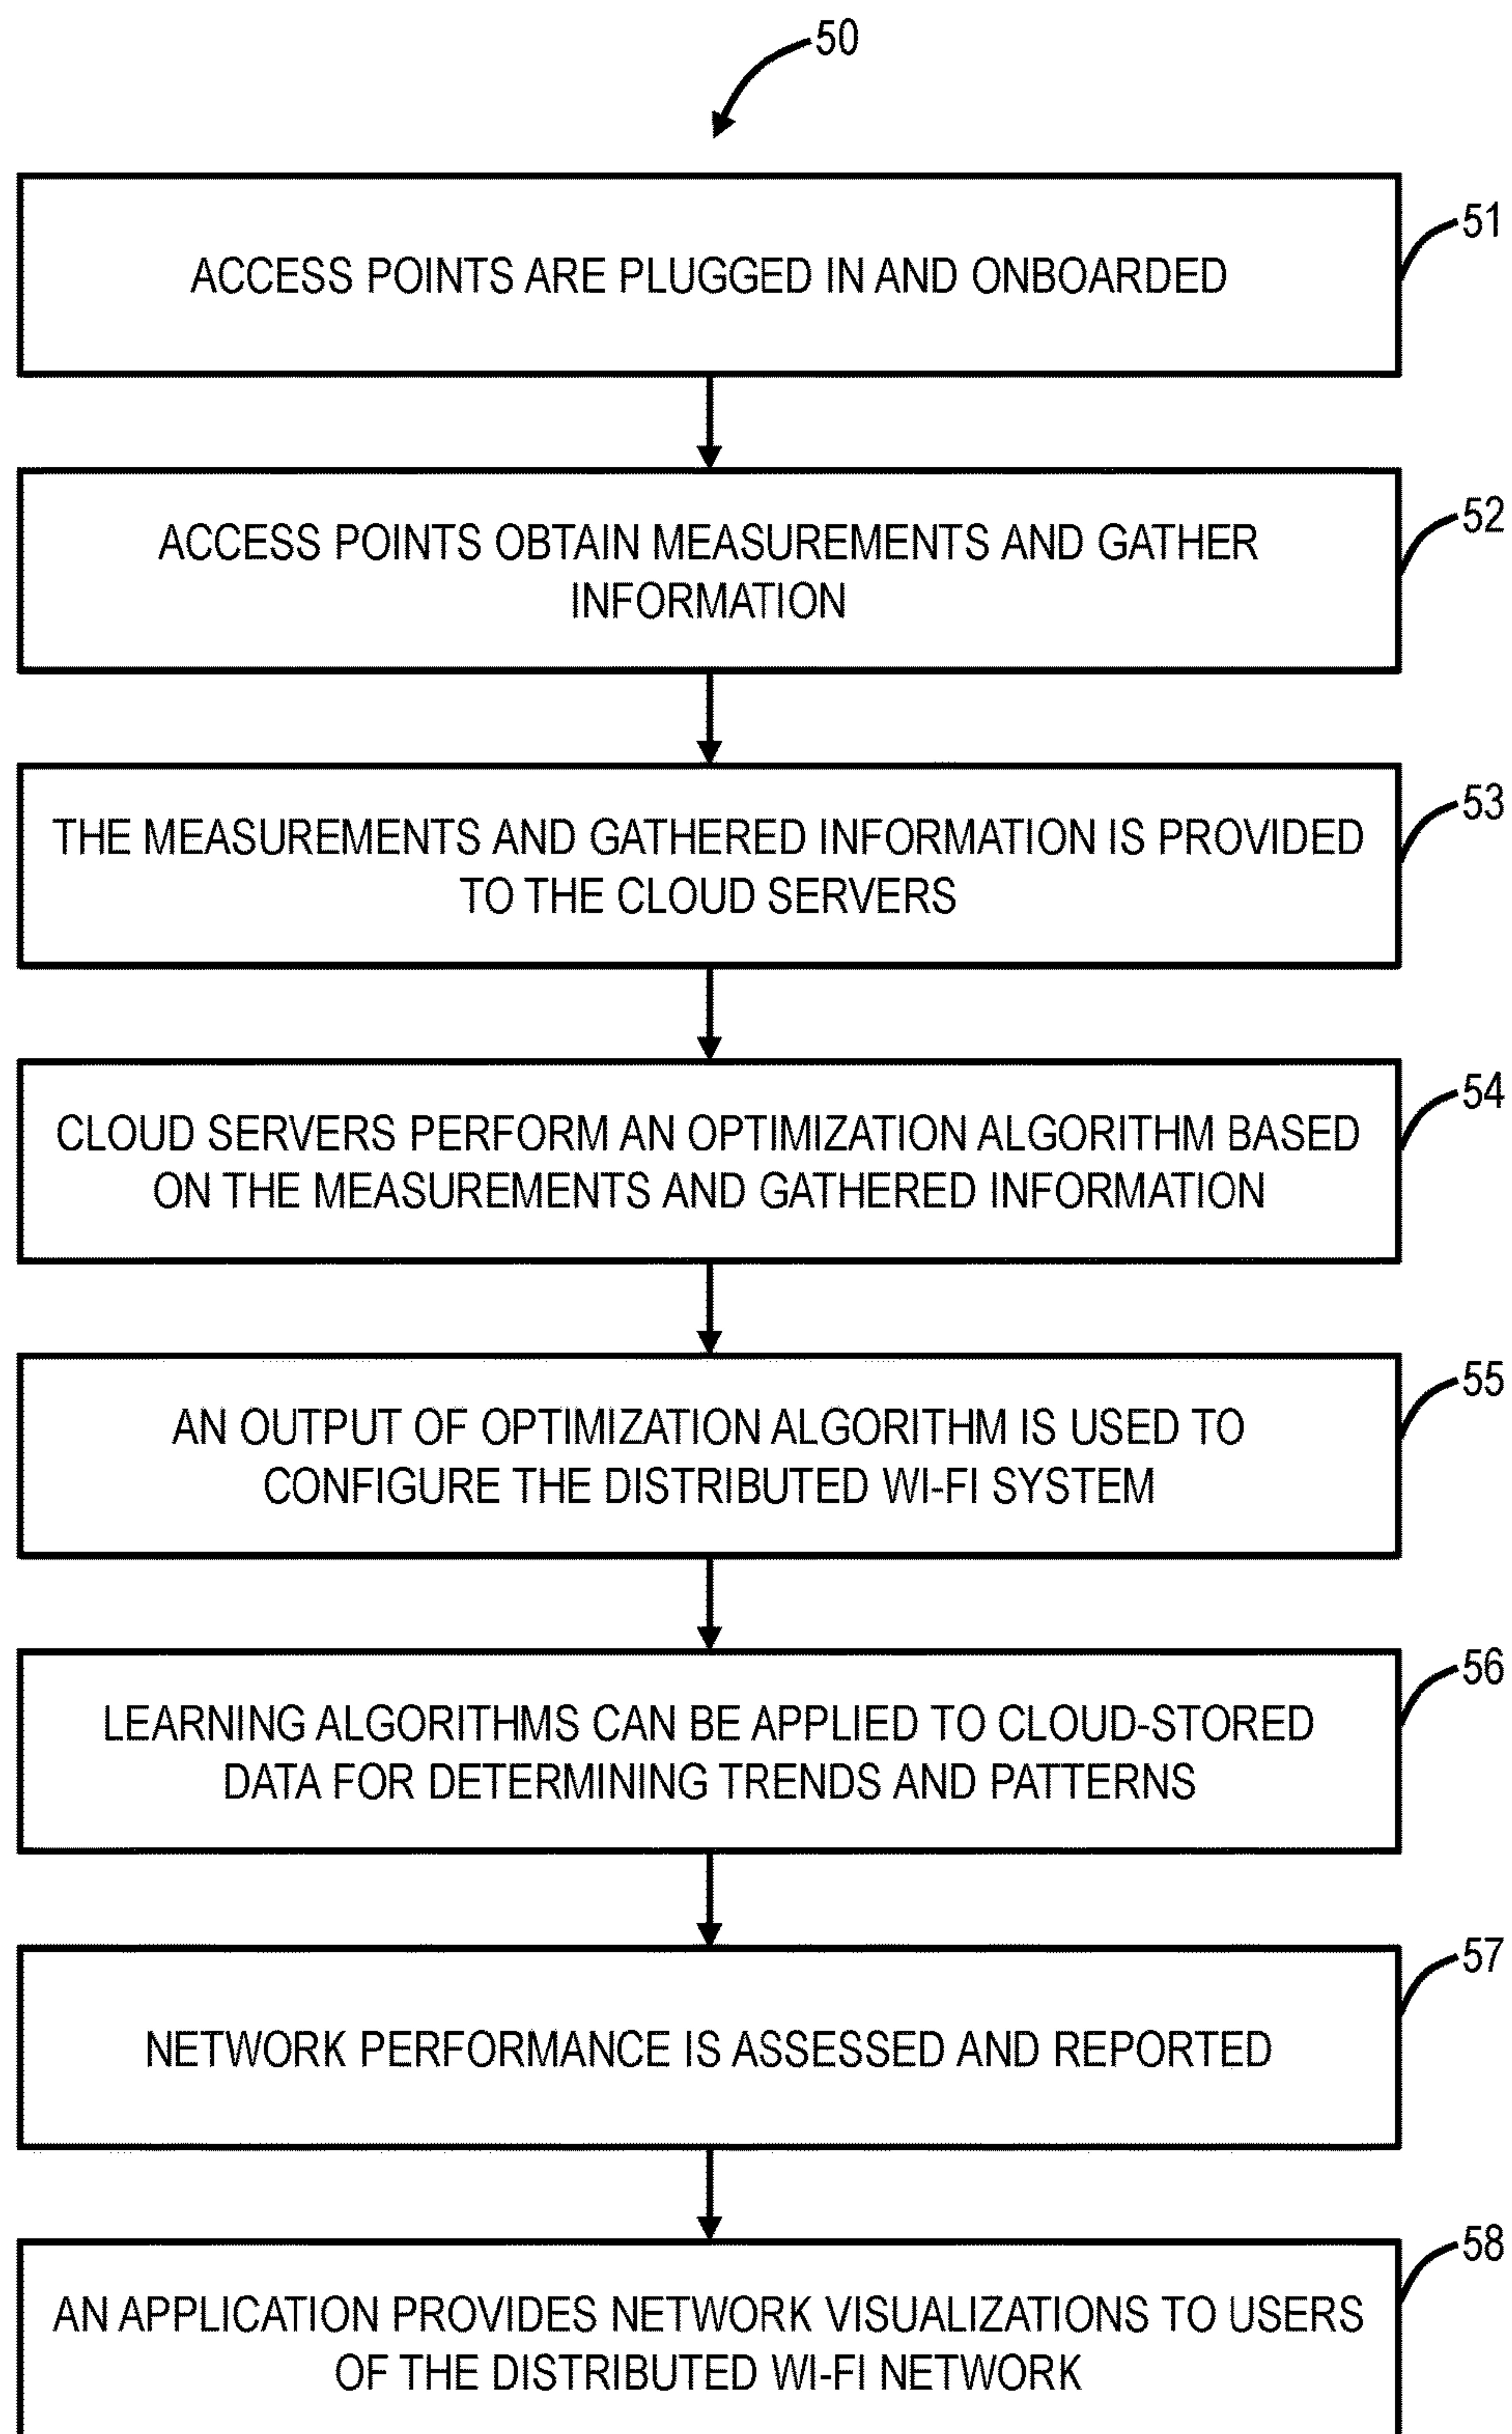 50
ACCESS POINTS ARE PLUGGED IN AND ONBOARDED
51
ACCESS POINTS OBTAIN MEASUREMENTS AND GATHER
INFORMATION
52
THE MEASUREMENTS AND GATHERED INFORMATION IS PROVIDED
TO THE CLOUD SERVERS
53
CLOUD SERVERS PERFORM AN OPTIMIZATION ALGORITHM BASED
ON THE MEASUREMENTS AND GATHERED INFORMATION
54
AN OUTPUT OF OPTIMIZATION ALGORITHM IS USED TO
CONFIGURE THE DISTRIBUTED WI-FI SYSTEM
55
LEARNING ALGORITHMS CAN BE APPLIED TO CLOUD-STORED
DATA FOR DETERMINING TRENDS AND PATTERNS
56
NETWORK PERFORMANCE IS ASSESSED AND REPORTED
57
AN APPLICATION PROVIDES NETWORK VISUALIZATIONS TO USERS
OF THE DISTRIBUTED WI-FI NETWORK
58